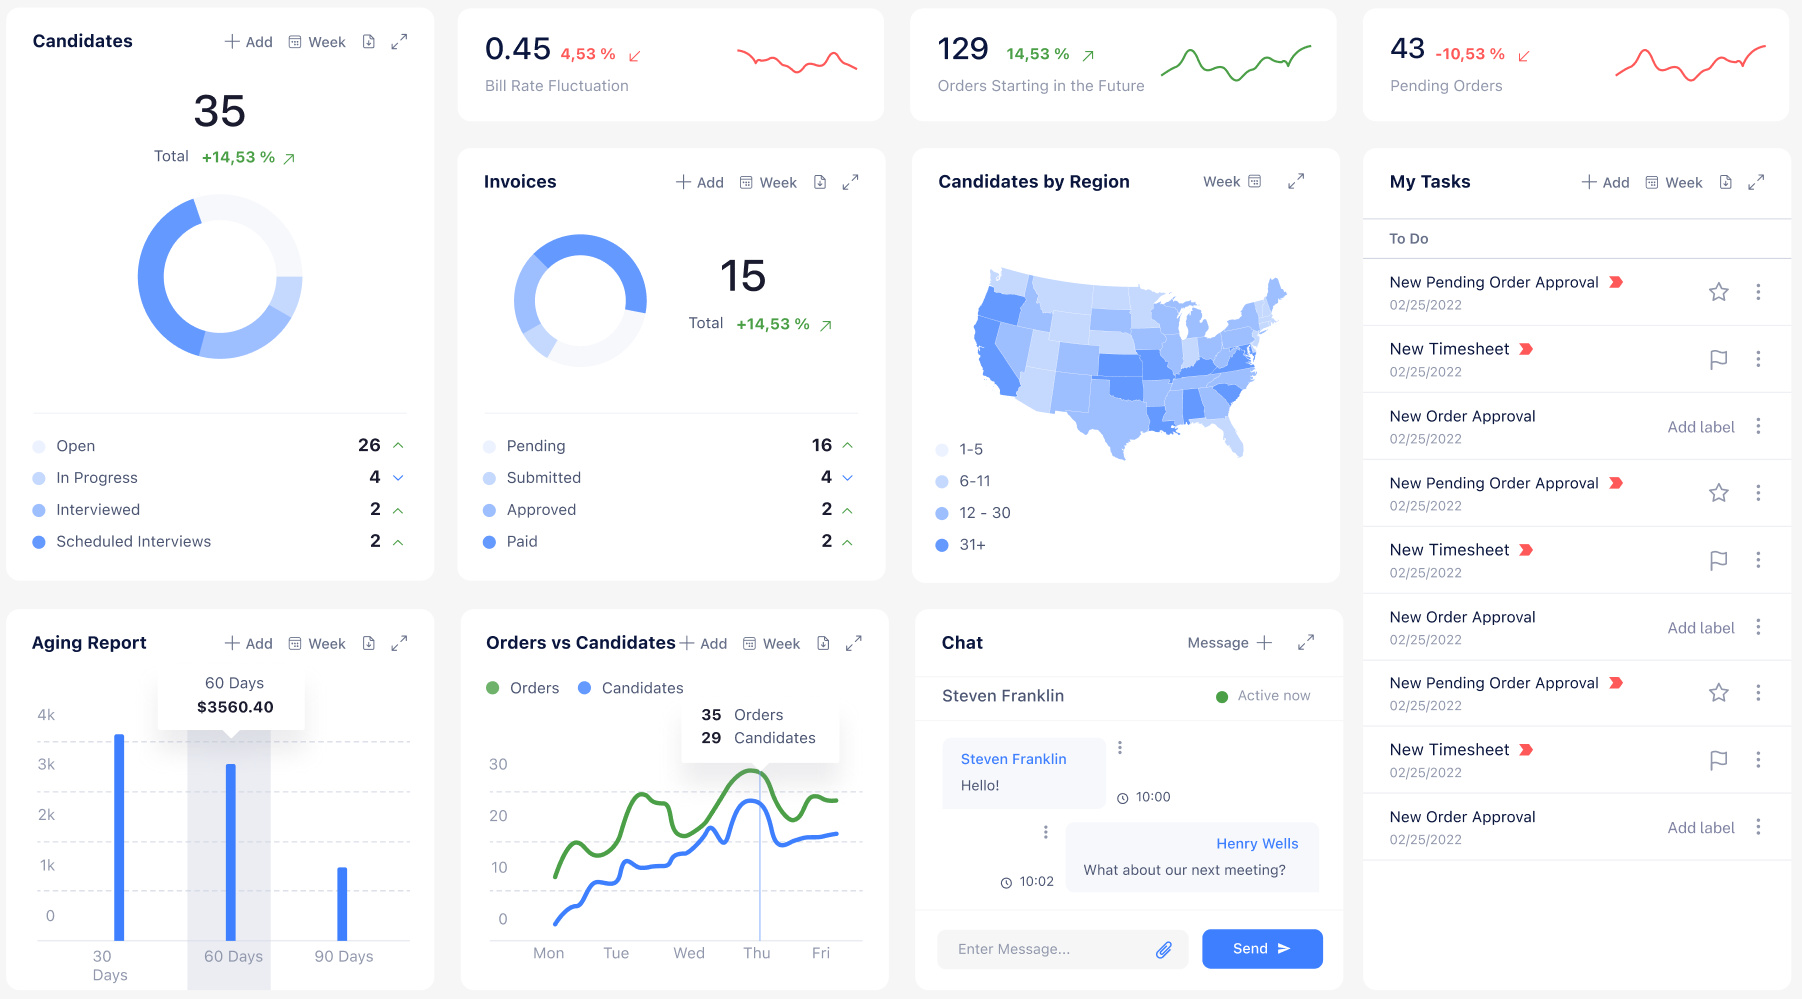 Candidates
Add
Week
35
Total +14,53 %
Open 26
In Progress 4
Interviewed 2
Scheduled Interviews 2
0.45 4,53 %
Bill Rate Fluctuation
129 14,53 %
Orders Starting in the Future
43 -10,53 %
Pending Orders
Invoices
Add
Week
15
Total +14,53 %
Pending 16
Submitted 4
Approved 2
Paid 2
Candidates by Region
Week
1-5
6-11
12 - 30
31+
My Tasks
Add
Week
To Do
New Pending Order Approval
02/25/2022
New Timesheet
02/25/2022
New Order Approval
02/25/2022
Add label
New Pending Order Approval
02/25/2022
New Timesheet
02/25/2022
New Order Approval
02/25/2022
Add label
New Pending Order Approval
02/25/2022
New Timesheet
02/25/2022
New Order Approval
02/25/2022
Add label
Aging Report
Add
Week
60 Days
$3560.40
4k
3k
2k
1k
0
30
Days
60 Days
90 Days
Orders vs Candidates
Add
Week
Orders
Candidates
35 Orders
29 Candidates
30
20
10
0
Mon
Tue
Wed
Thu
Fri
Chat
Message
Steven Franklin
Active now
Steven Franklin
Hello!
10:00
Henry Wells
What about our next meeting?
10:02
Enter Message...
Send